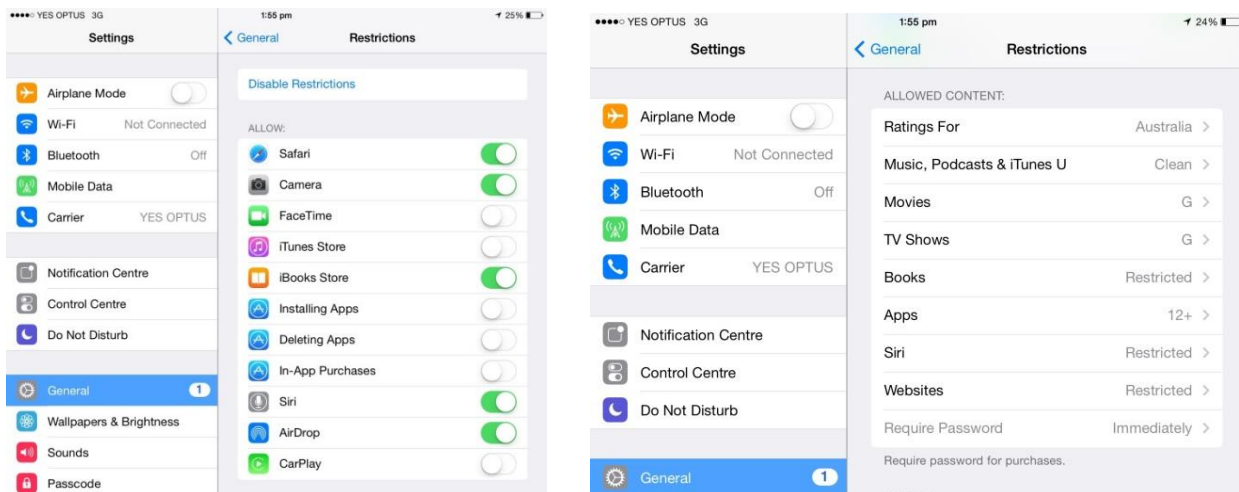 YES OPTUS 3G 1:55 pm 25%
Settings
General Restrictions
Airplane Mode
Wi-Fi Not Connected
Bluetooth Off
Mobile Data
Carrier YES OPTUS
Notification Centre
Control Centre
Do Not Disturb
General 1
Wallpapers & Brightness
Sounds
Passcode
Disable Restrictions
ALLOW:
Safari
Camera
FaceTime
iTunes Store
iBooks Store
Installing Apps
Deleting Apps
In-App Purchases
Siri
AirDrop
CarPlay
YES OPTUS 3G 1:55 pm 24%
Settings
General Restrictions
Airplane Mode
Wi-Fi Not Connected
Bluetooth Off
Mobile Data
Carrier YES OPTUS
Notification Centre
Control Centre
Do Not Disturb
General 1
ALLOWED CONTENT:
Ratings For Australia
Music, Podcasts & iTunes U Clean
Movies G
TV Shows G
Books Restricted
Apps 12+
Siri Restricted
Websites Restricted
Require Password Immediately
Require password for purchases.